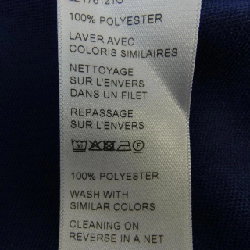 100% POLYESTER
LAVER AVEC
COLORIS SIMILAIRES
NETTOYAGE
SUR L'ENVERS
DANS UN FILET
REPASSAGE
SUR L'ENVERS
100% POLYESTER
WASH WITH
SIMILAR COLORS
CLEANING ON
REVERSE IN A NET